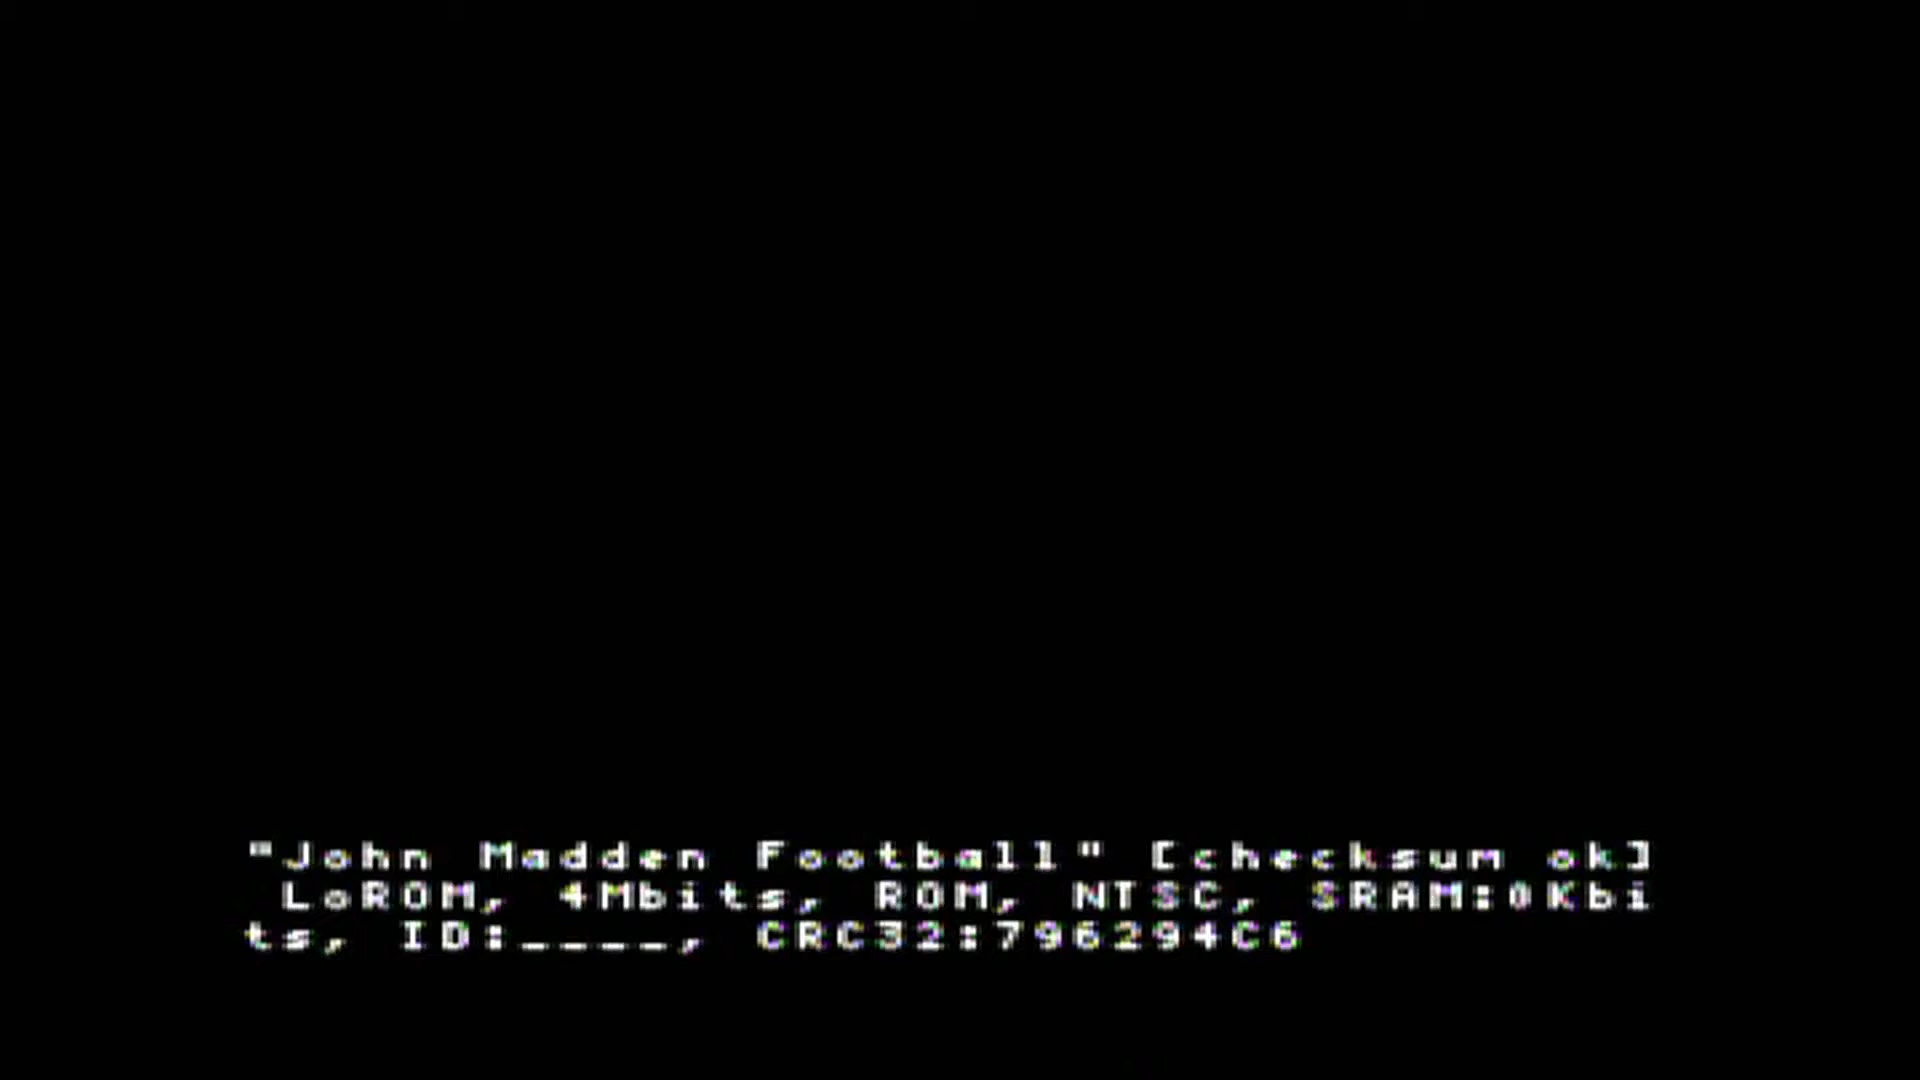 "John Madden Football" [checksum ok]
LoROM, 4Mbits, ROM, NTSC, SRAM:0Kbi
ts, ID:____, CRC32:796294C6